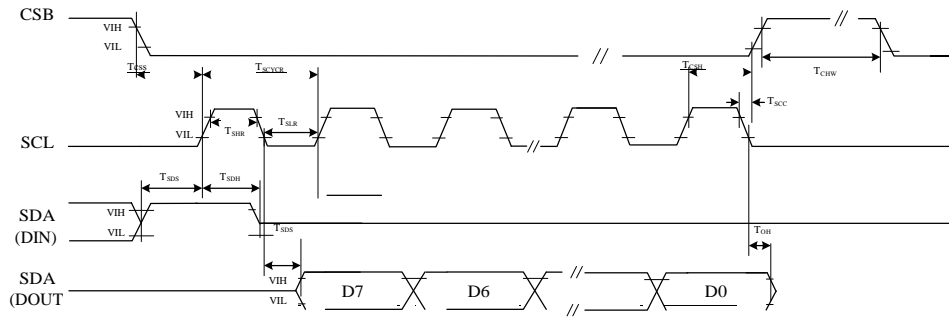 CSB
VIH
VIL
TCSS
TSCYCR
TCSH
TCHW
TSCC
SCL
VIH
VIL
TSHR
TSLR
TSDS
TSDH
SDA
(DIN)
VIH
VIL
TSDS
TOH
SDA
(DOUT
VIH
VIL
D7
D6
D0